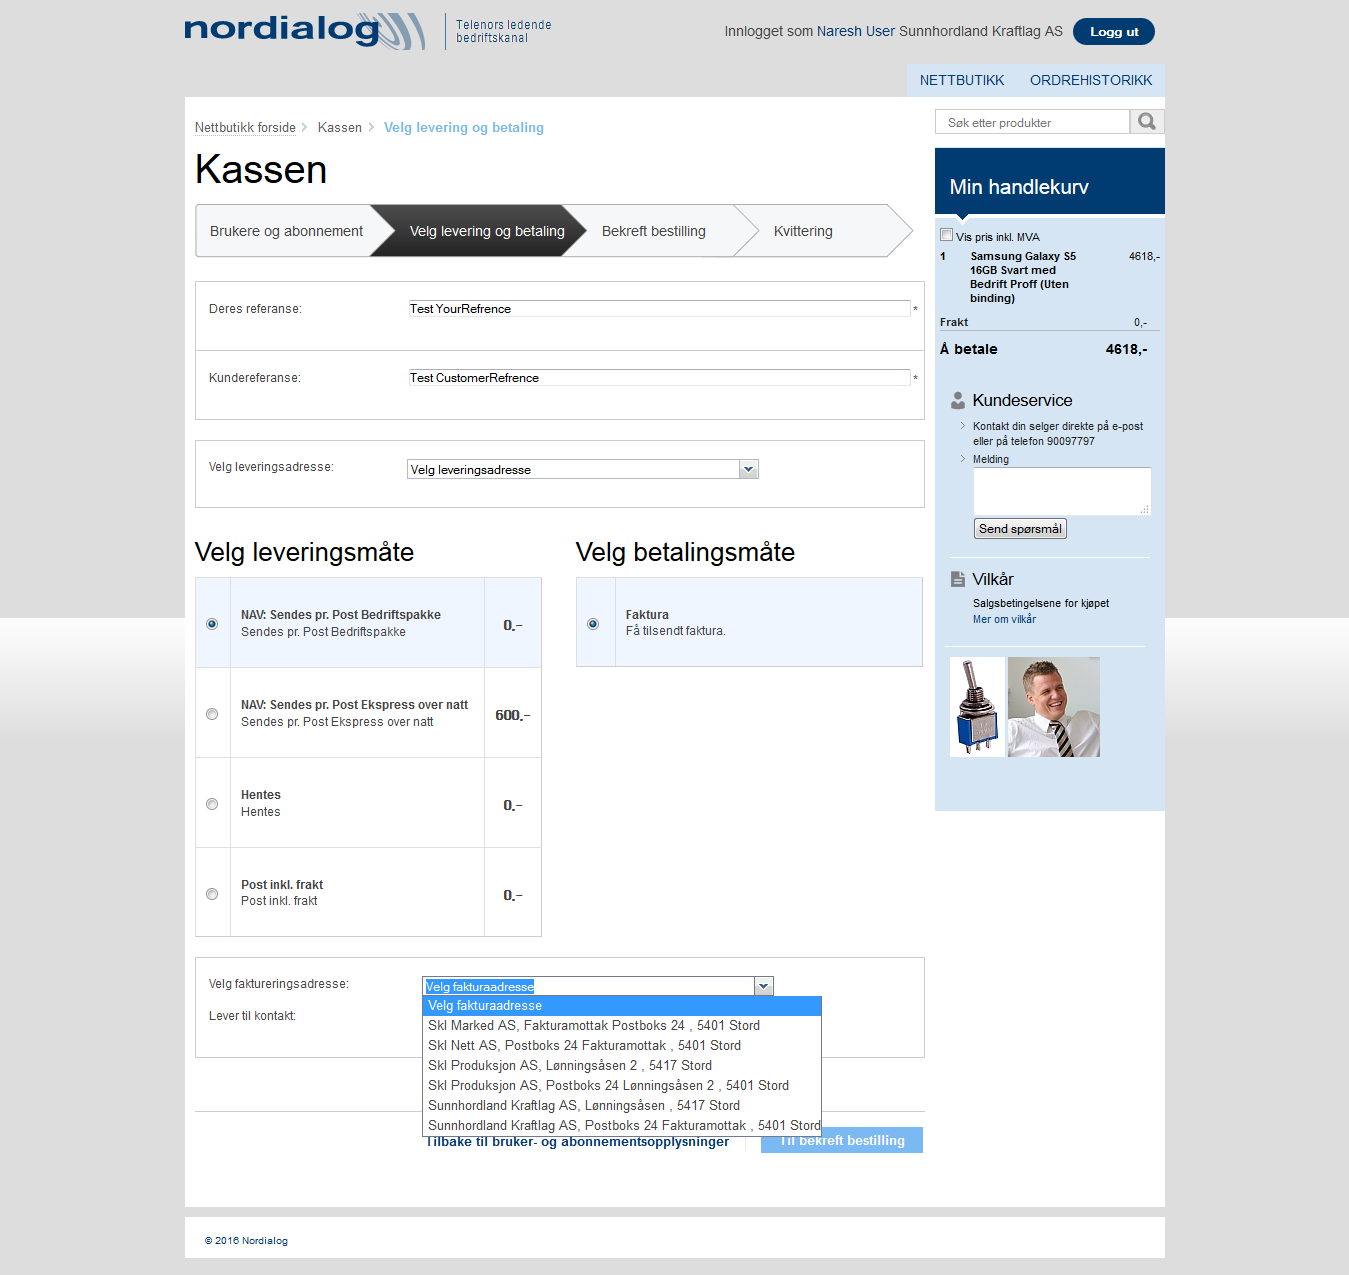 nordialog
Telenors ledende
bedriftskanal
Innlogget som Naresh User Sunnhordland Kraftlag AS
Logg ut
NETTBUTIKK
ORDREHISTORIKK
Nettbutikk forside
Kassen
Velg levering og betaling
Søk etter produkter
Kassen
Brukere og abonnement
Velg levering og betaling
Bekreft bestilling
Kvittering
Deres referanse:
Test YourRefrence
*
Kundereferanse:
Test CustomerRefrence
*
Velg leveringsadresse:
Velg leveringsadresse
Velg leveringsmåte
NAV: Sendes pr. Post Bedriftspakke
Sendes pr. Post Bedriftspakke
0,-
NAV: Sendes pr. Post Ekspress over natt
Sendes pr. Post Ekspress over natt
600,-
Hentes
Hentes
0,-
Post inkl. frakt
Post inkl. frakt
0,-
Velg betalingsmåte
Faktura
Få tilsendt faktura.
Velg faktureringsadresse:
Velg fakturaadresse
Lever til kontakt:
Velg fakturaadresse
Skl Marked AS, Fakturamottak Postboks 24 , 5401 Stord
Skl Nett AS, Postboks 24 Fakturamottak , 5401 Stord
Skl Produksjon AS, Lønningsåsen 2 , 5417 Stord
Skl Produksjon AS, Postboks 24 Lønningsåsen 2 , 5401 Stord
Sunnhordland Kraftlag AS, Lønningsåsen , 5417 Stord
Sunnhordland Kraftlag AS, Postboks 24 Fakturamottak , 5401 Stord
Tilbake til bruker- og abonnementsopplysninger
Til bekreft bestilling
Min handlekurv
Vis pris inkl. MVA
1 Samsung Galaxy S5 4618,-
16GB Svart med
Bedrift Proff (Uten
binding)
Frakt 0,-
Å betale 4618,-
Kundeservice
Kontakt din selger direkte på e-post
eller på telefon 90097797
Melding
Send spørsmål
Vilkår
Salgsbetingelsene for kjøpet
Mer om vilkår
© 2016 Nordialog